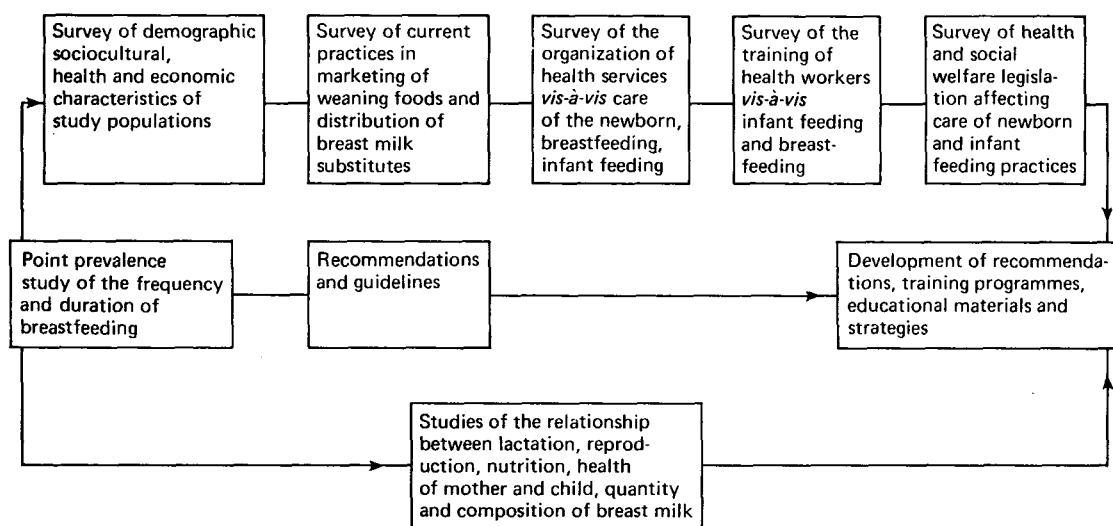 Survey of demographic
sociocultural,
health and economic
characteristics of
study populations
Survey of current
practices in
marketing of
weaning foods and
distribution of
breast milk
substitutes
Survey of the
organization of
health services
vis-à-vis care
of the newborn,
breastfeeding,
infant feeding
Survey of the
training of
health workers
vis-à-vis
infant feeding
and breast-
feeding
Survey of health
and social
welfare legisla-
tion affecting
care of newborn
and infant
feeding practices
Point prevalence
study of the frequency
and duration of
breastfeeding
Recommendations
and guidelines
Development of recommenda-
tions, training programmes,
educational materials and
strategies
Studies of the relationship
between lactation, repro-
duction, nutrition, health
of mother and child, quantity
and composition of breast milk